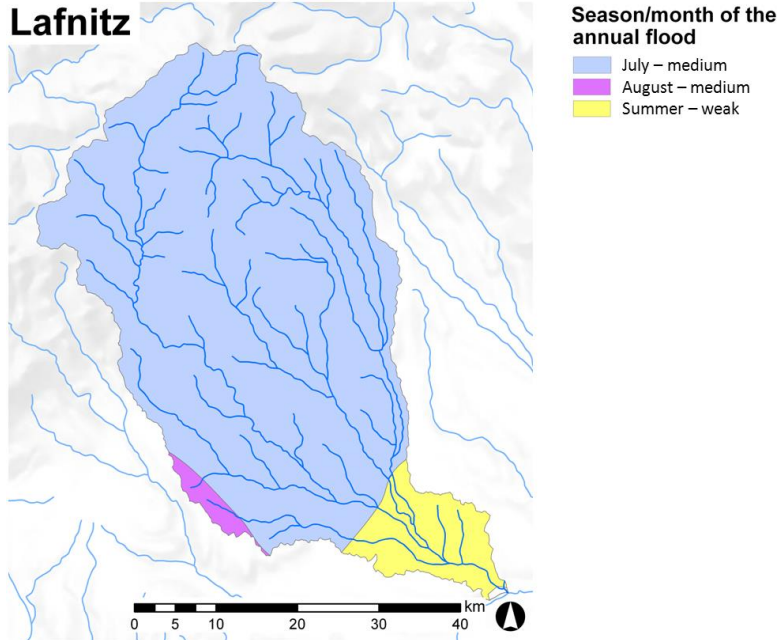 Lafnitz
Season/month of the
annual flood
July – medium
August – medium
Summer – weak
km
0 5 10 20 30 40